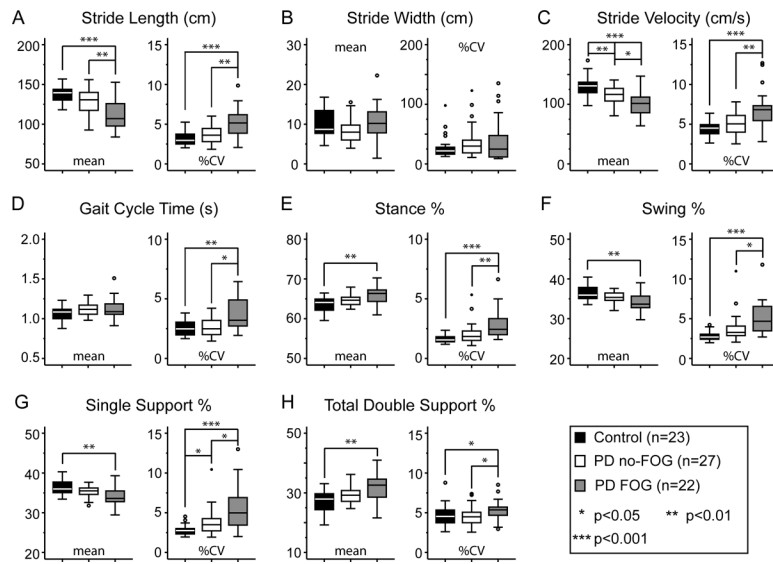 A Stride Length (cm)
B Stride Width (cm)
C Stride Velocity (cm/s)
150
100
50
mean
***
**
15
10
5
0
%CV
***
**
30
20
10
0
mean
100
50
0
%CV
150
100
50
mean
***
**
*
15
10
5
0
%CV
***
**
D Gait Cycle Time (s)
E Stance %
F Swing %
2.0
1.5
1.0
0.5
mean
10
5
0
%CV
**
*
80
70
60
50
mean
**
10
5
0
%CV
***
**
50
40
30
20
mean
**
15
10
5
0
%CV
***
*
G Single Support %
H Total Double Support %
50
40
30
20
mean
**
15
10
5
0
%CV
***
*
*
50
40
30
20
10
mean
**
15
10
5
0
%CV
*
*
Control (n=23)
PD no-FOG (n=27)
PD FOG (n=22)
* p<0.05 ** p<0.01
*** p<0.001